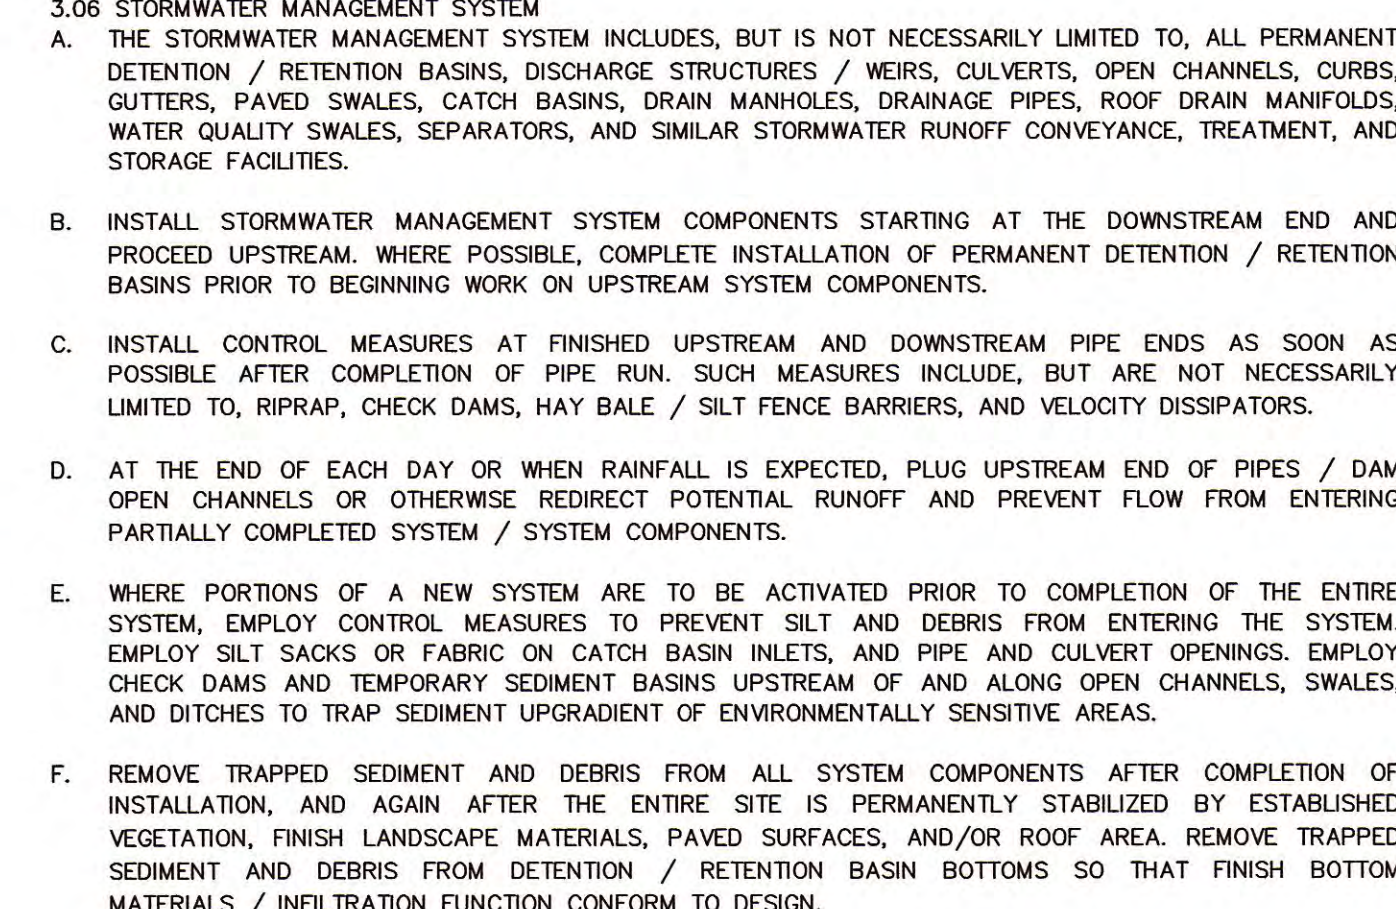 3.06 STORMWATER MANAGEMENT SYSTEM
A. THE STORMWATER MANAGEMENT SYSTEM INCLUDES, BUT IS NOT NECESSARILY LIMITED TO, ALL PERMANENT
DETENTION / RETENTION BASINS, DISCHARGE STRUCTURES / WEIRS, CULVERTS, OPEN CHANNELS, CURBS,
GUTTERS, PAVED SWALES, CATCH BASINS, DRAIN MANHOLES, DRAINAGE PIPES, ROOF DRAIN MANIFOLDS,
WATER QUALITY SWALES, SEPARATORS, AND SIMILAR STORMWATER RUNOFF CONVEYANCE, TREATMENT, AND
STORAGE FACILITIES.
B. INSTALL STORMWATER MANAGEMENT SYSTEM COMPONENTS STARTING AT THE DOWNSTREAM END AND
PROCEED UPSTREAM. WHERE POSSIBLE, COMPLETE INSTALLATION OF PERMANENT DETENTION / RETENTION
BASINS PRIOR TO BEGINNING WORK ON UPSTREAM SYSTEM COMPONENTS.
C. INSTALL CONTROL MEASURES AT FINISHED UPSTREAM AND DOWNSTREAM PIPE ENDS AS SOON AS
POSSIBLE AFTER COMPLETION OF PIPE RUN. SUCH MEASURES INCLUDE, BUT ARE NOT NECESSARILY
LIMITED TO, RIPRAP, CHECK DAMS, HAY BALE / SILT FENCE BARRIERS, AND VELOCITY DISSIPATORS.
D. AT THE END OF EACH DAY OR WHEN RAINFALL IS EXPECTED, PLUG UPSTREAM END OF PIPES / DAM
OPEN CHANNELS OR OTHERWISE REDIRECT POTENTIAL RUNOFF AND PREVENT FLOW FROM ENTERING
PARTIALLY COMPLETED SYSTEM / SYSTEM COMPONENTS.
E. WHERE PORTIONS OF A NEW SYSTEM ARE TO BE ACTIVATED PRIOR TO COMPLETION OF THE ENTIRE
SYSTEM, EMPLOY CONTROL MEASURES TO PREVENT SILT AND DEBRIS FROM ENTERING THE SYSTEM.
EMPLOY SILT SACKS OR FABRIC ON CATCH BASIN INLETS, AND PIPE AND CULVERT OPENINGS. EMPLOY
CHECK DAMS AND TEMPORARY SEDIMENT BASINS UPSTREAM OF AND ALONG OPEN CHANNELS, SWALES,
AND DITCHES TO TRAP SEDIMENT UPGRADIENT OF ENVIRONMENTALLY SENSITIVE AREAS.
F. REMOVE TRAPPED SEDIMENT AND DEBRIS FROM ALL SYSTEM COMPONENTS AFTER COMPLETION OF
INSTALLATION, AND AGAIN AFTER THE ENTIRE SITE IS PERMANENTLY STABILIZED BY ESTABLISHED
VEGETATION, FINISH LANDSCAPE MATERIALS, PAVED SURFACES, AND/OR ROOF AREA. REMOVE TRAPPED
SEDIMENT AND DEBRIS FROM DETENTION / RETENTION BASIN BOTTOMS SO THAT FINISH BOTTOM
MATERIALS / INFILTRATION FUNCTION CONFORM TO DESIGN.